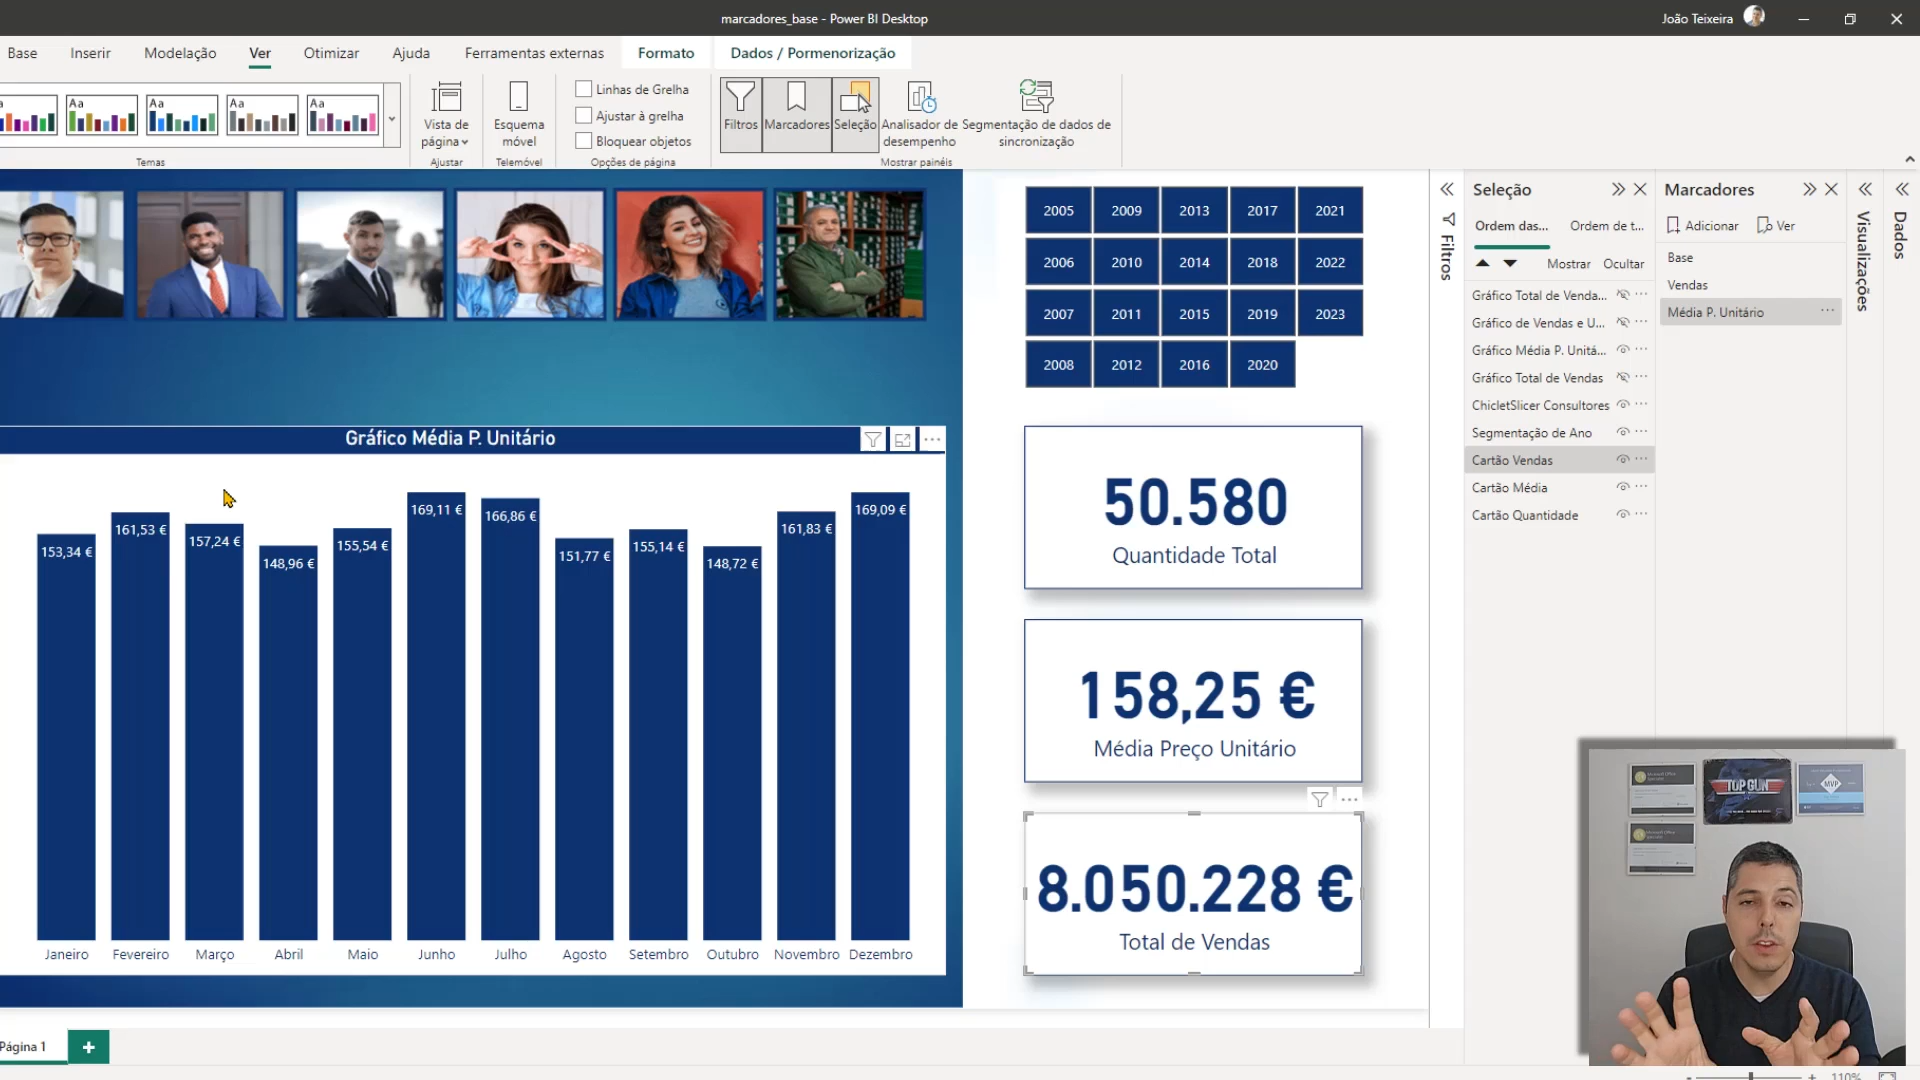 marcadores_base - Power BI Desktop
João Teixeira
Base
Inserir
Modelação
Ver
Otimizar
Ajuda
Ferramentas externas
Formato
Dados / Pormenorização
Aa
Aa
Aa
Aa
Temas
Vista de
página
Ajustar
Esquema
móvel
Telemóvel
Linhas de Grelha
Ajustar à grelha
Bloquear objetos
Opções de página
Filtros
Marcadores
Seleção
Analisador de
desempenho
Segmentação de dados de
sincronização
Mostrar painéis
2005
2009
2013
2017
2021
2006
2010
2014
2018
2022
2007
2011
2015
2019
2023
2008
2012
2016
2020
Gráfico Média P. Unitário
153,34 €
161,53 €
157,24 €
148,96 €
155,54 €
169,11 €
166,86 €
151,77 €
155,14 €
148,72 €
161,83 €
169,09 €
Janeiro
Fevereiro
Março
Abril
Maio
Junho
Julho
Agosto
Setembro
Outubro
Novembro
Dezembro
50.580
Quantidade Total
158,25 €
Média Preço Unitário
8.050.228 €
Total de Vendas
Filtros
Seleção
Ordem das...
Ordem de t...
Mostrar
Ocultar
Gráfico Total de Venda...
Gráfico de Vendas e U...
Gráfico Média P. Unitá...
Gráfico Total de Vendas
ChicletSlicer Consultores
Segmentação de Ano
Cartão Vendas
Cartão Média
Cartão Quantidade
Marcadores
Adicionar
Ver
Base
Vendas
Média P. Unitário
Visualizações
Dados
TOP GUN
MVP
Página 1
110%